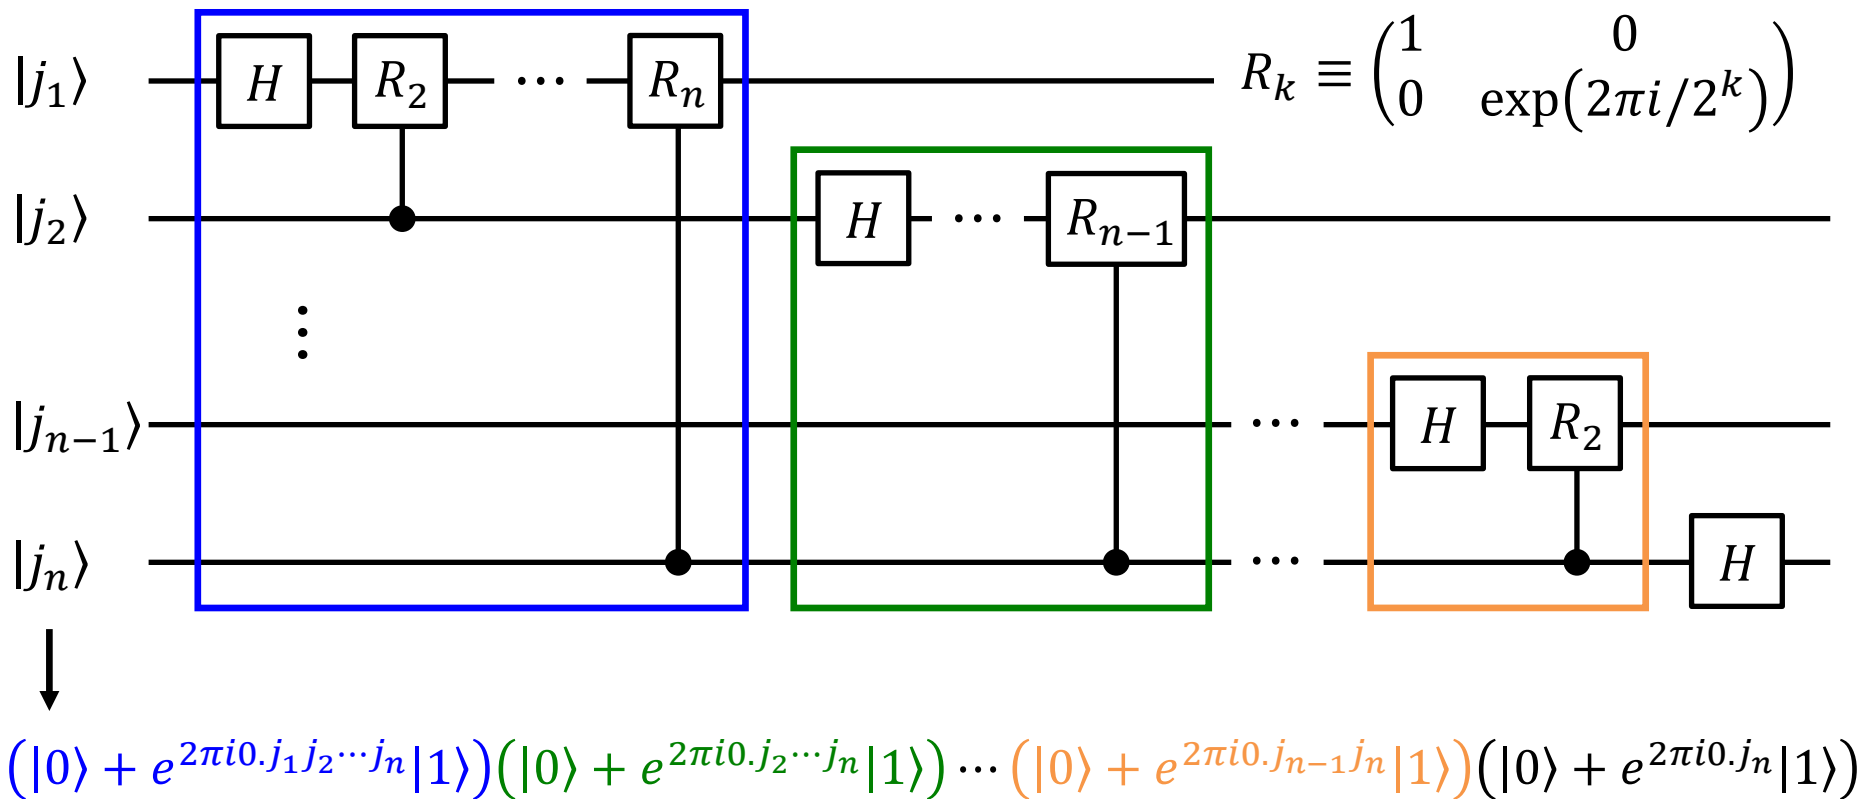 |j₁⟩ H R₂ ⋯ Rₙ R_k ≡ (1 0; 0 exp(2πi/2^k))
|j₂⟩ H ⋯ Rₙ₋₁
⋮
|jₙ₋₁⟩ ⋯ H R₂
|jₙ⟩ ⋯ H
(|0⟩ + e^{2πi0.j₁j₂⋯jₙ}|1⟩)(|0⟩ + e^{2πi0.j₂⋯jₙ}|1⟩)⋯(|0⟩ + e^{2πi0.jₙ₋₁jₙ}|1⟩)(|0⟩ + e^{2πi0.jₙ}|1⟩)